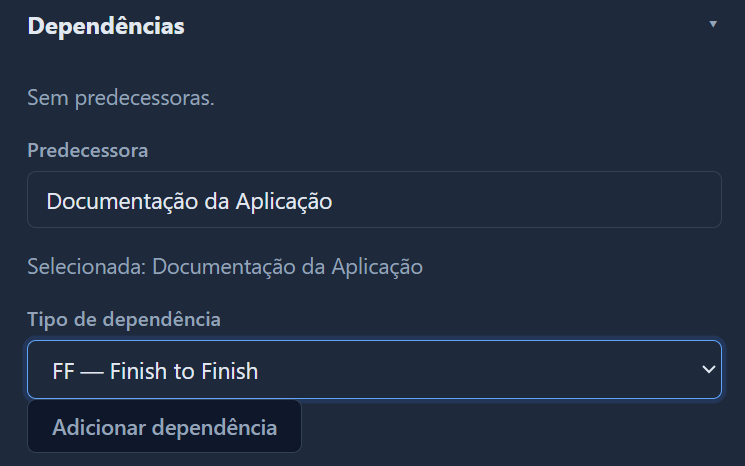 Dependências
Sem predecessoras.
Predecessora
Documentação da Aplicação
Selecionada: Documentação da Aplicação
Tipo de dependência
FF — Finish to Finish
Adicionar dependência